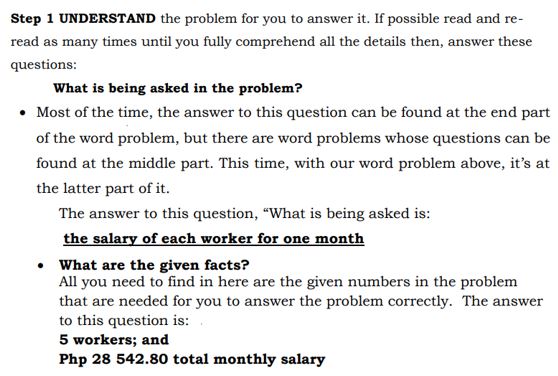 Step 1 UNDERSTAND the problem for you to answer it. If possible read and re-
read as many times until you fully comprehend all the details then, answer these
questions:
What is being asked in the problem?
• Most of the time, the answer to this question can be found at the end part
of the word problem, but there are word problems whose questions can be
found at the middle part. This time, with our word problem above, it's at
the latter part of it.
The answer to this question, “What is being asked is:
the salary of each worker for one month
• What are the given facts?
All you need to find in here are the given numbers in the problem
that are needed for you to answer the problem correctly. The answer
to this question is:
5 workers; and
Php 28 542.80 total monthly salary